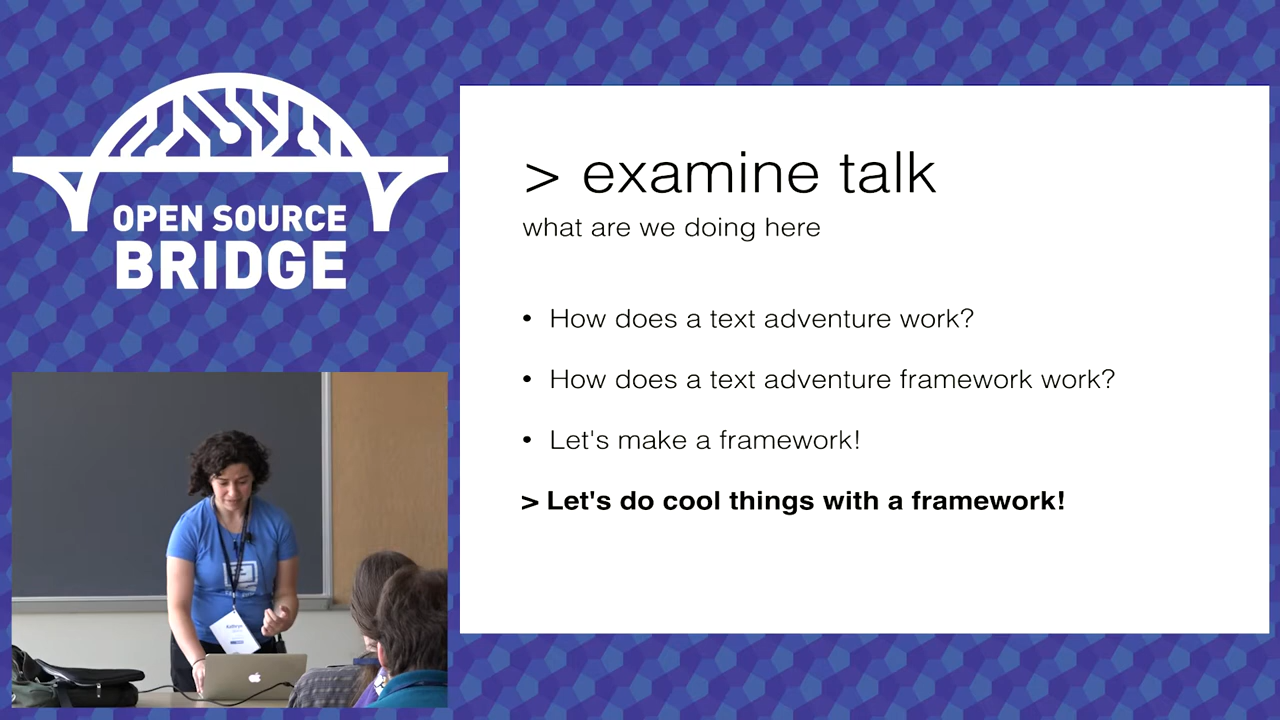 OPEN SOURCE
BRIDGE
> examine talk
what are we doing here
• How does a text adventure work?
• How does a text adventure framework work?
• Let's make a framework!
> Let's do cool things with a framework!
Kathryn